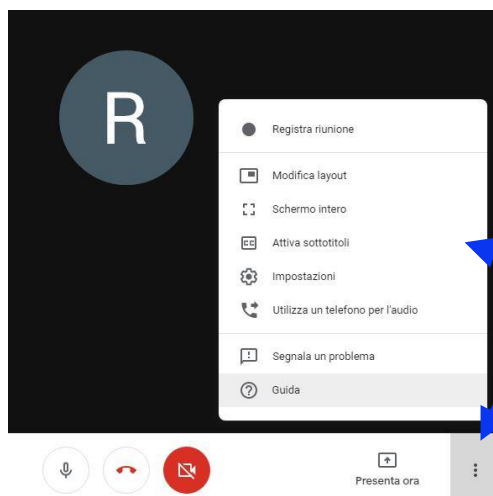 R
Registra riunione
Modifica layout
Schermo intero
CC
Attiva sottotitoli
Impostazioni
Utilizza un telefono per l'audio
Segnala un problema
Guida
Presenta ora